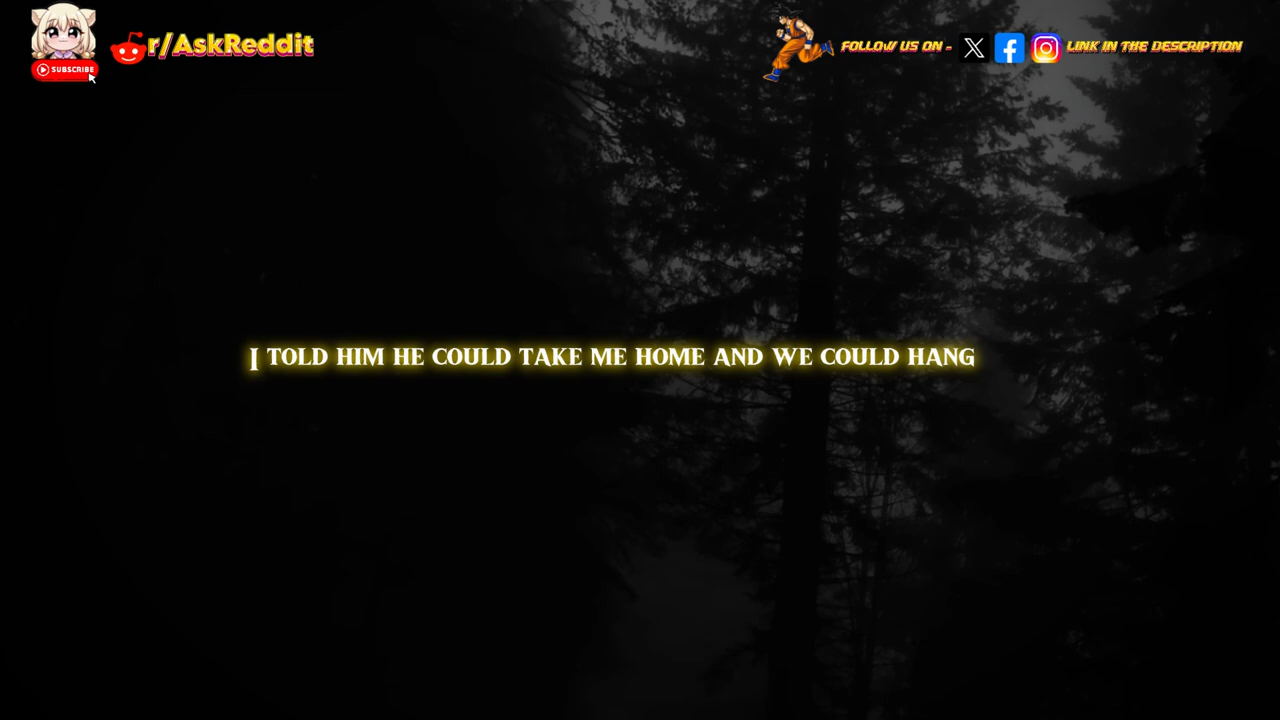 r/AskReddit
SUBSCRIBE
FOLLOW US ON -
LINK IN THE DESCRIPTION
I TOLD HIM HE COULD TAKE ME HOME AND WE COULD HANG